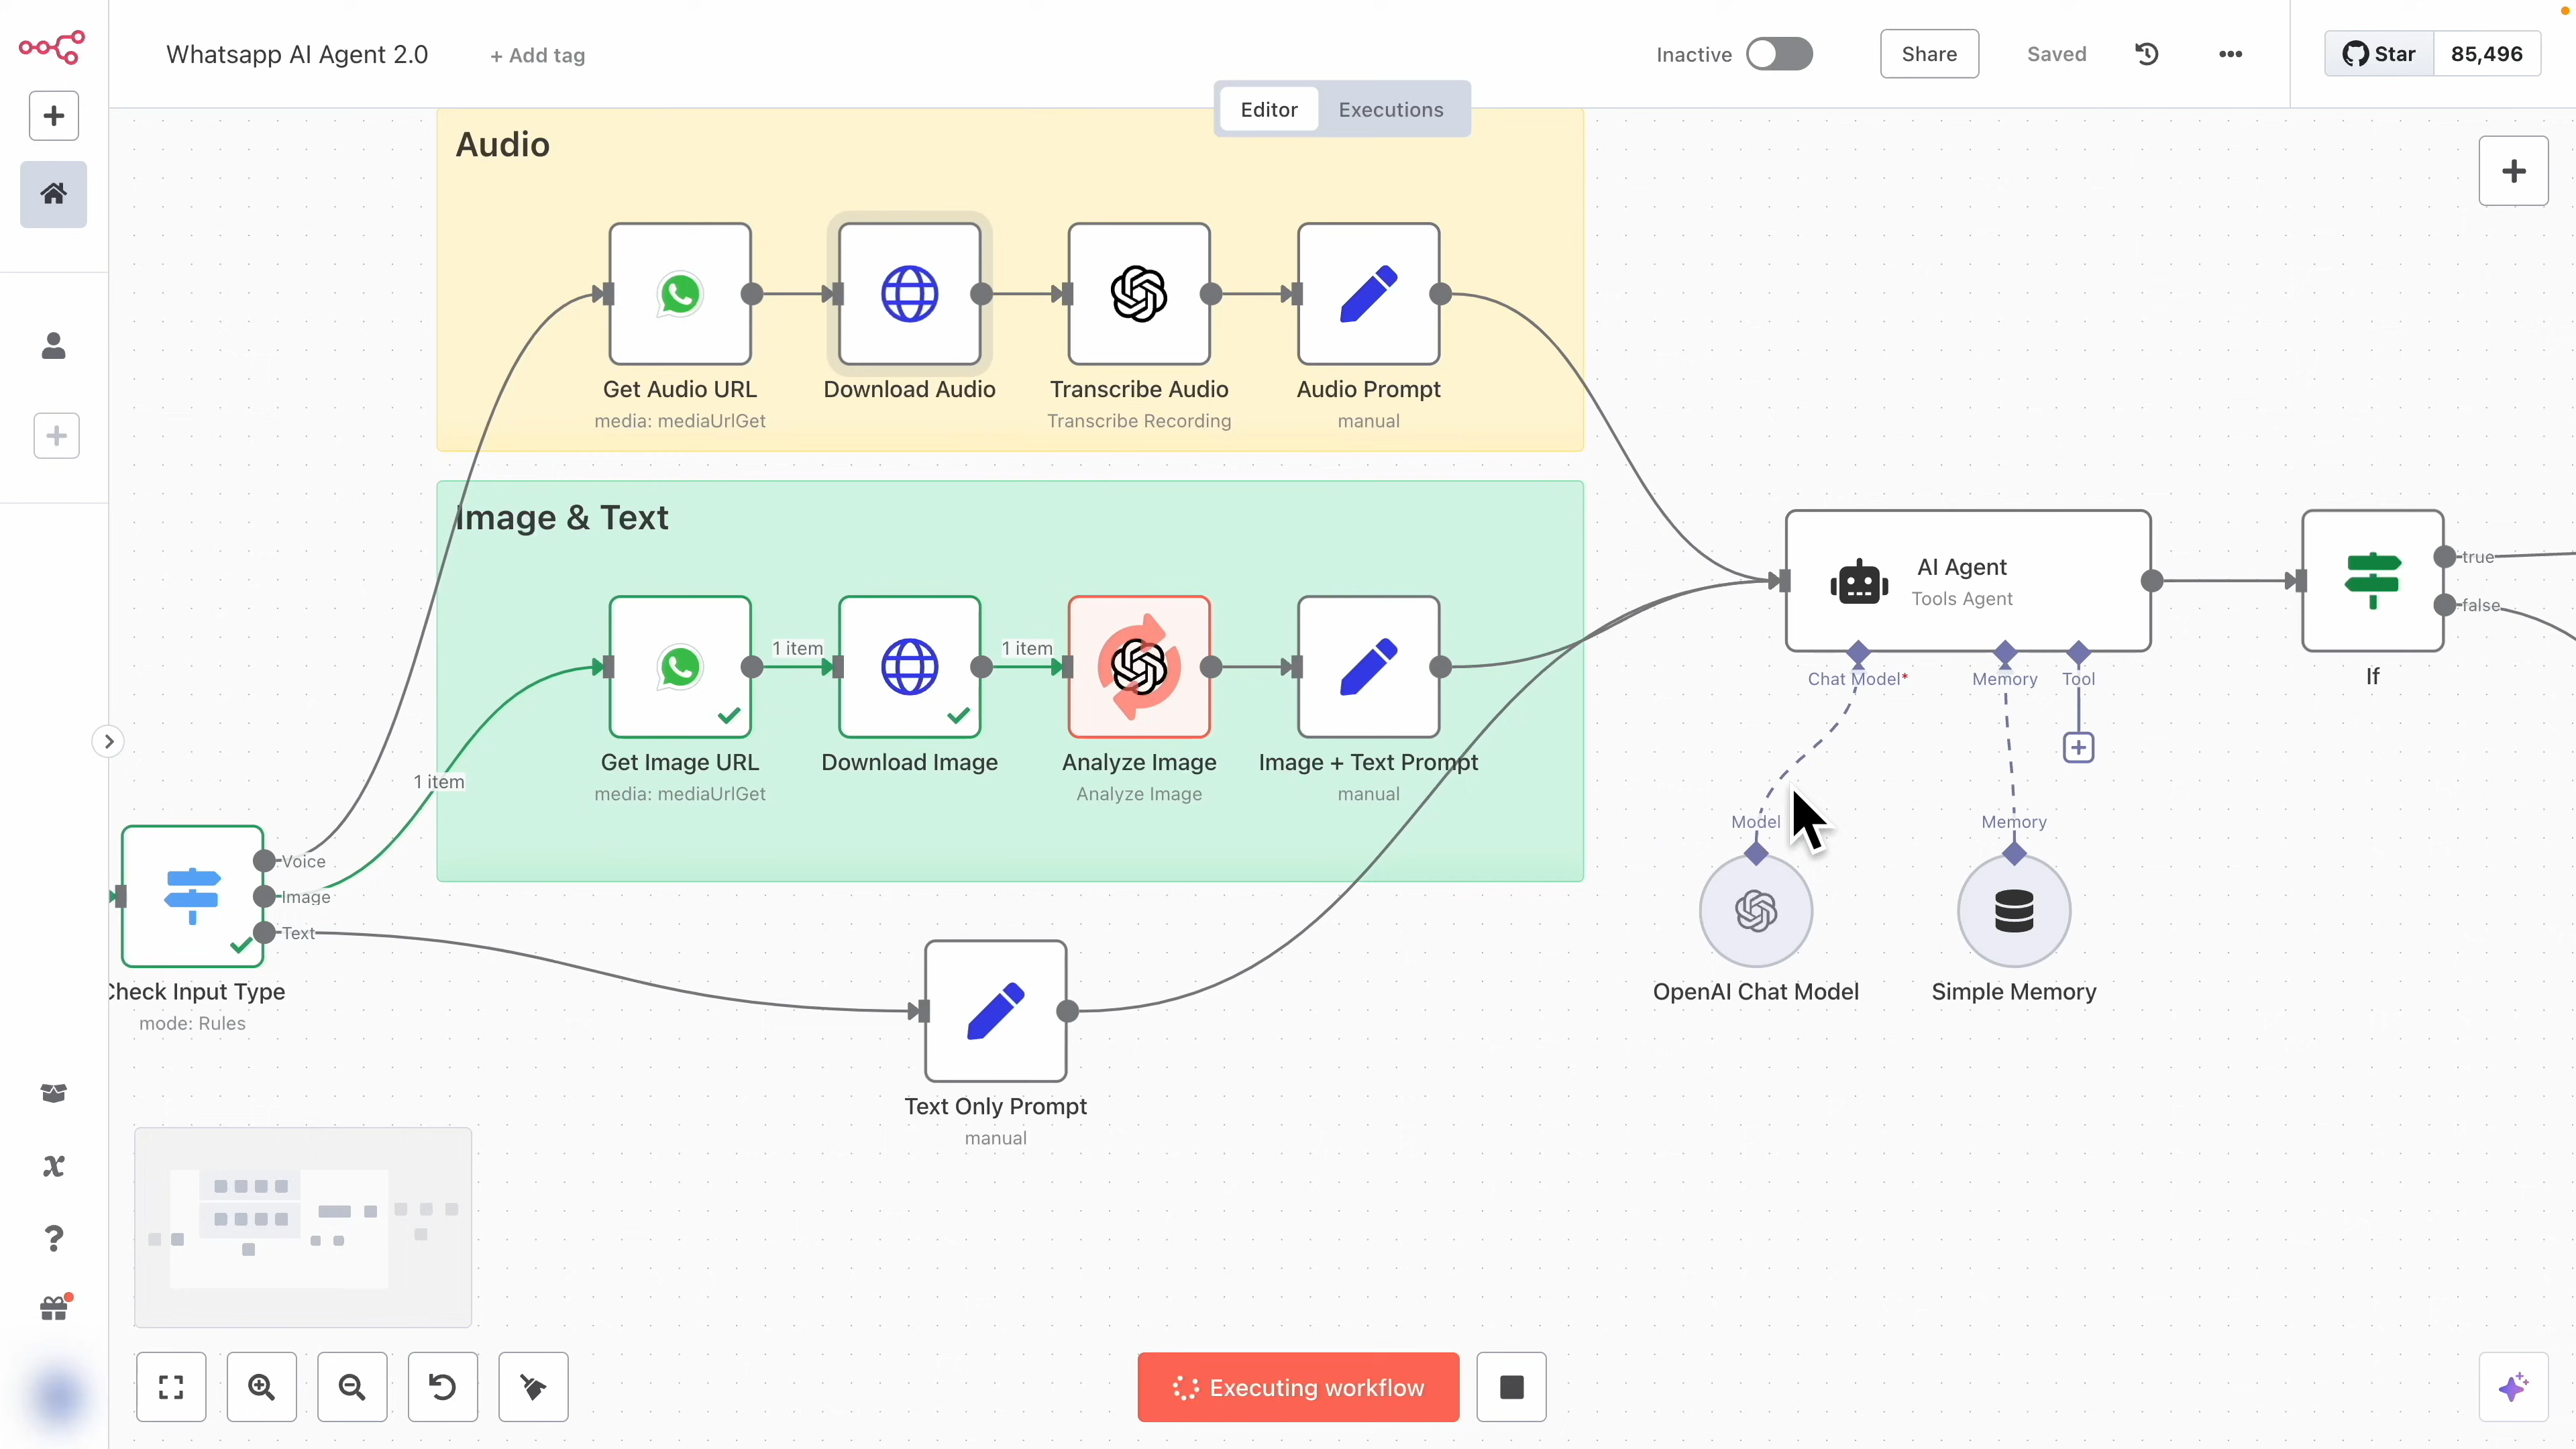 Whatsapp AI Agent 2.0
+ Add tag
Inactive
Share
Saved
Star
85,496
Editor
Executions
Audio
Get Audio URL
media: mediaUrlGet
Download Audio
Transcribe Audio
Transcribe Recording
Audio Prompt
manual
Image & Text
1 item
1 item
Get Image URL
media: mediaUrlGet
Download Image
Analyze Image
Analyze Image
Image + Text Prompt
manual
AI Agent
Tools Agent
Chat Model*
Memory
Tool
true
false
If
1 item
Model
Memory
Voice
Image
Text
Check Input Type
mode: Rules
OpenAI Chat Model
Simple Memory
Text Only Prompt
manual
Executing workflow